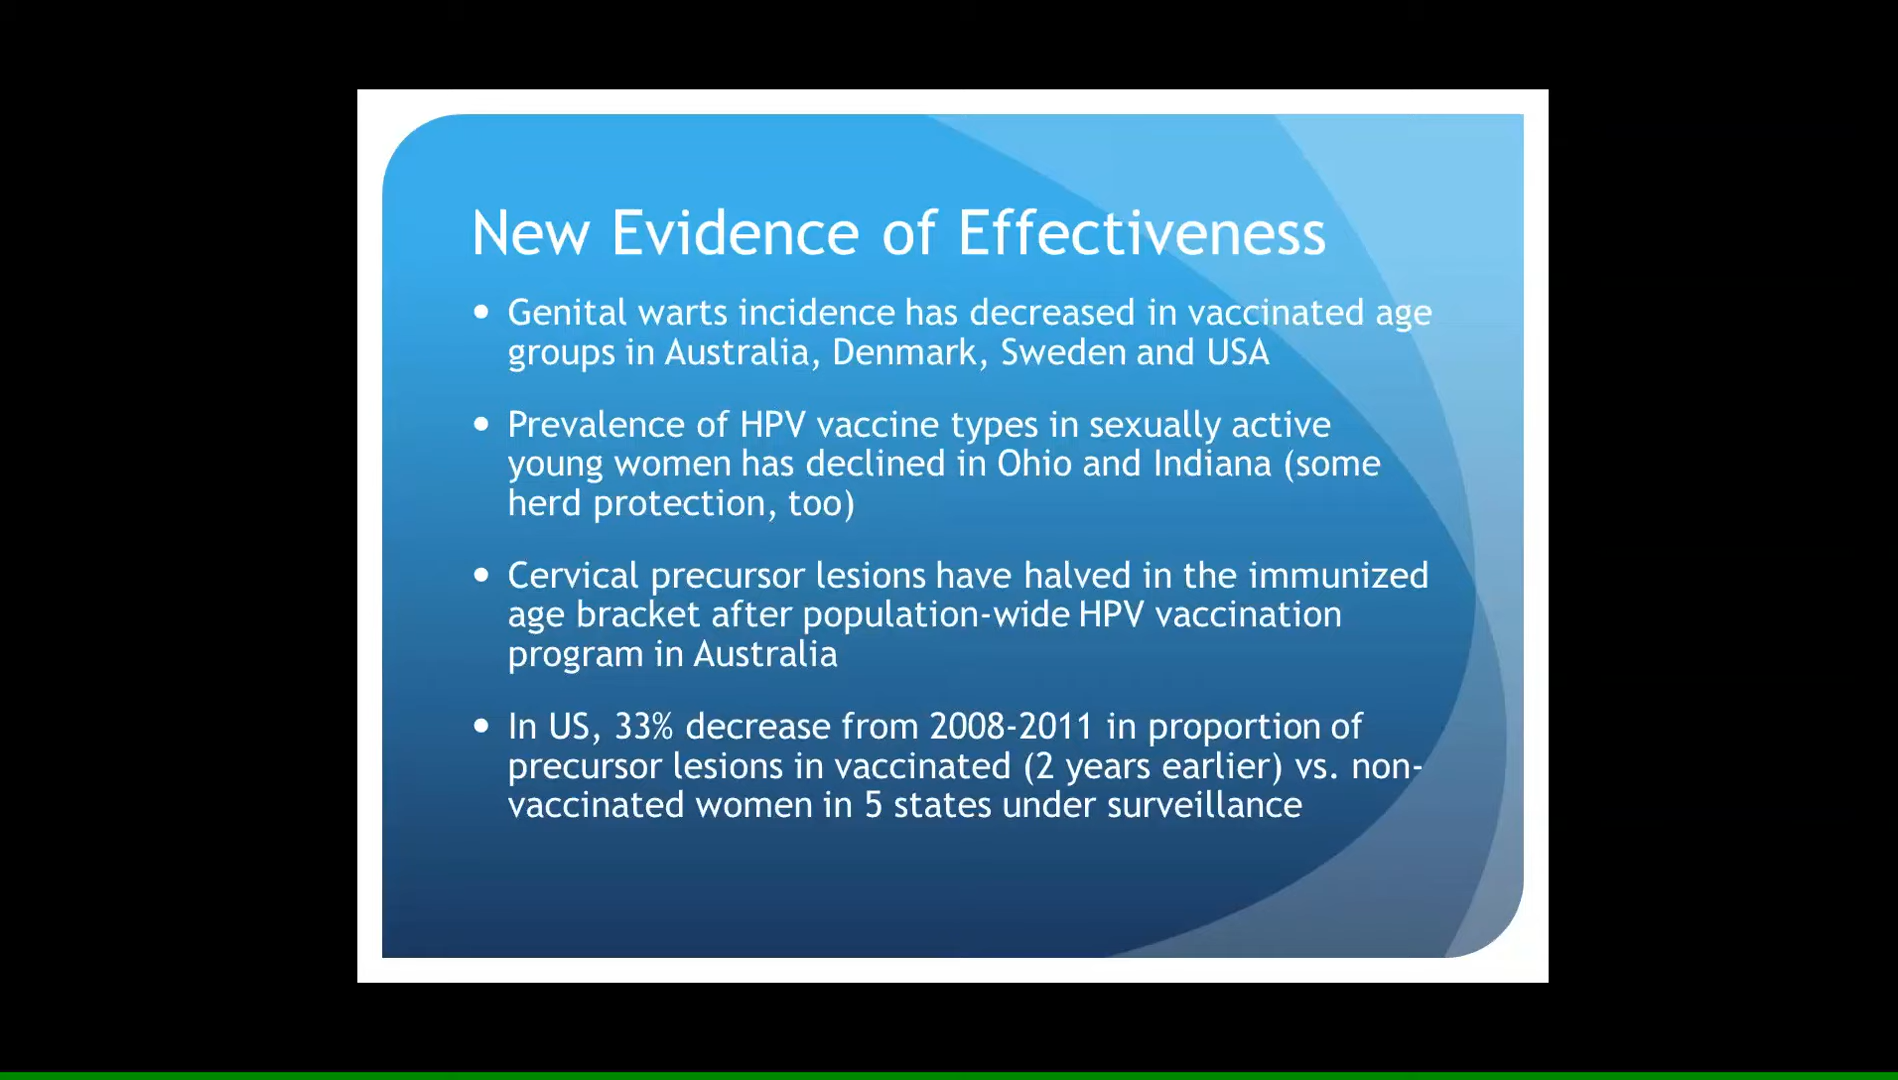 New Evidence of Effectiveness
• Genital warts incidence has decreased in vaccinated age
groups in Australia, Denmark, Sweden and USA
• Prevalence of HPV vaccine types in sexually active
young women has declined in Ohio and Indiana (some
herd protection, too)
• Cervical precursor lesions have halved in the immunized
age bracket after population-wide HPV vaccination
program in Australia
• In US, 33% decrease from 2008-2011 in proportion of
precursor lesions in vaccinated (2 years earlier) vs. non-
vaccinated women in 5 states under surveillance